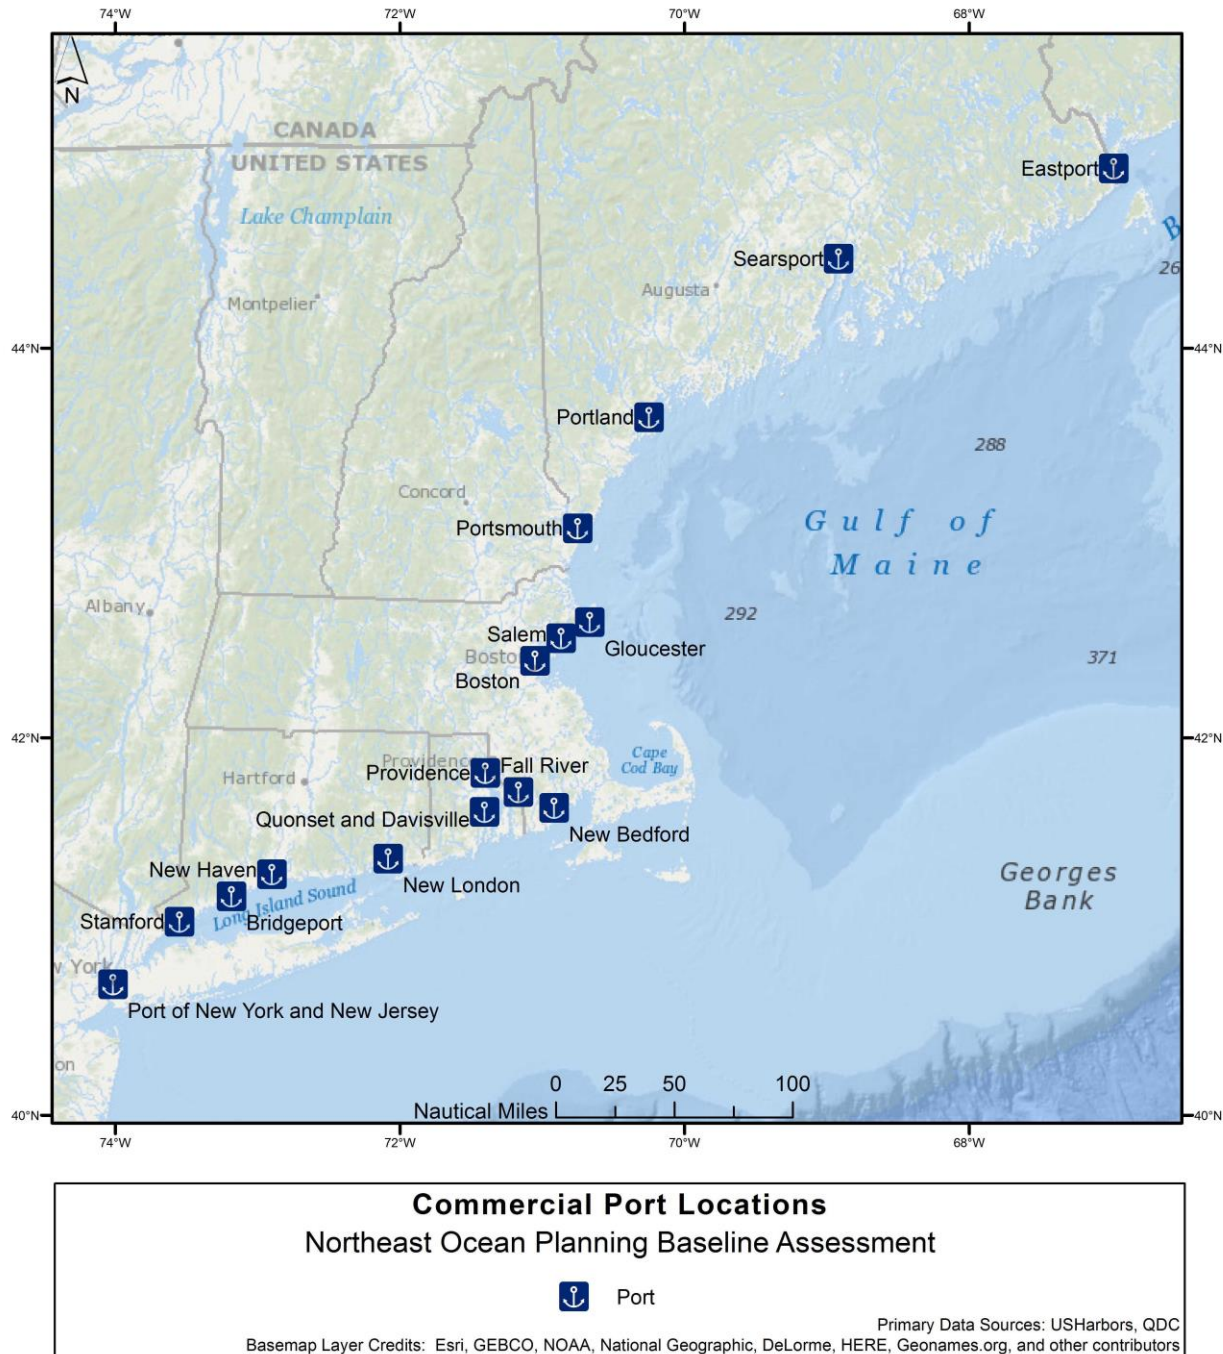 74°W
72°W
70°W
68°W
N
CANADA
UNITED STATES
Lake Champlain
Eastport
B
26
Searsport
Augusta
Montpelier
44°N
44°N
Portland
288
Concord
Gulf of
Maine
Portsmouth
Albany
292
Salem
Gloucester
Bosto
Boston
371
42°N
42°N
Cape
Cod Bay
Providence
Fall River
Hartford
Providence
Quonset and Davisville
New Bedford
New Haven
New London
Georges
Bank
Long Island Sound
Stamford
Bridgeport
w York
Port of New York and New Jersey
on
0 25 50 100
Nautical Miles
40°N
40°N
74°W
72°W
70°W
68°W
Commercial Port Locations
Northeast Ocean Planning Baseline Assessment
Port
Primary Data Sources: USHarbors, QDC
Basemap Layer Credits: Esri, GEBCO, NOAA, National Geographic, DeLorme, HERE, Geonames.org, and other contributors